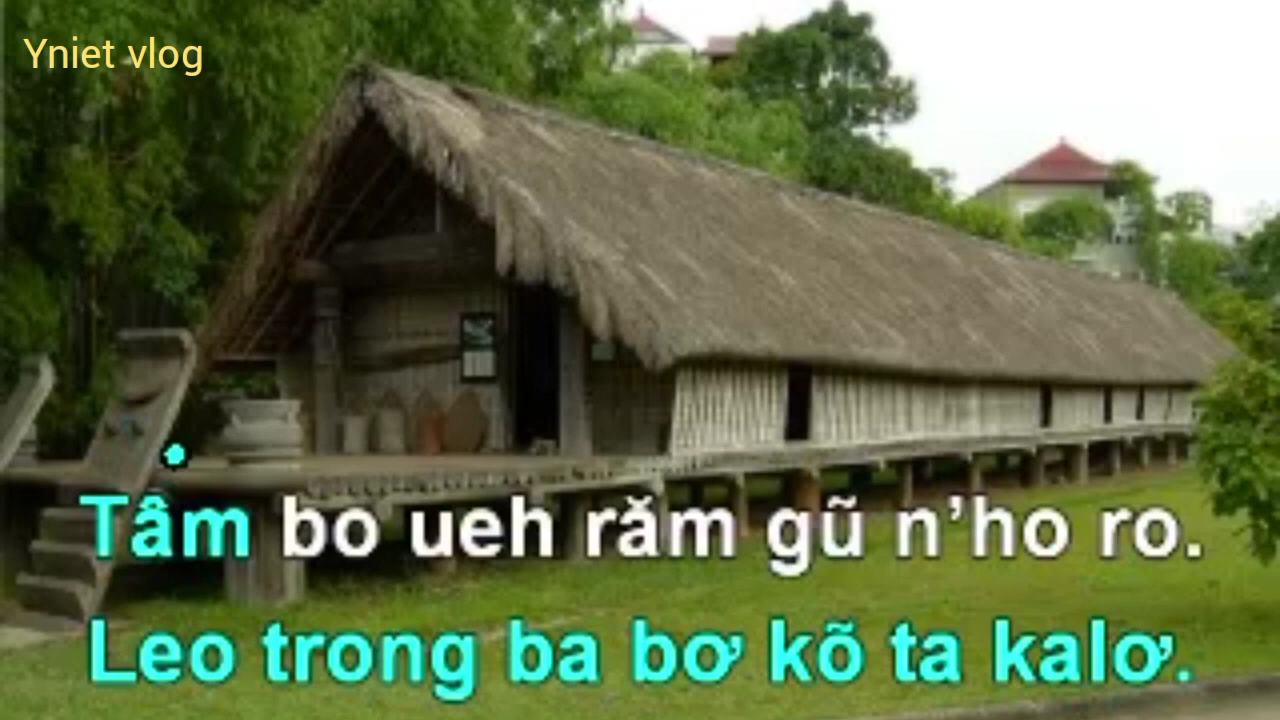 Yniet vlog
Tâm bo ueh răm gũ n’ho ro.
Leo trong ba bơ kõ ta kalơ.